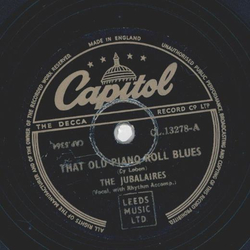 MADE IN ENGLAND
Capitol
THE DECCA
RECORD CO LTD
CL.13278-A
THAT OLD PIANO-ROLL BLUES
(Cy Coben)
THE JUBALAIRES
(Vocal, with Rhythm Accomp.)
LEEDS
MUSIC
LTD.